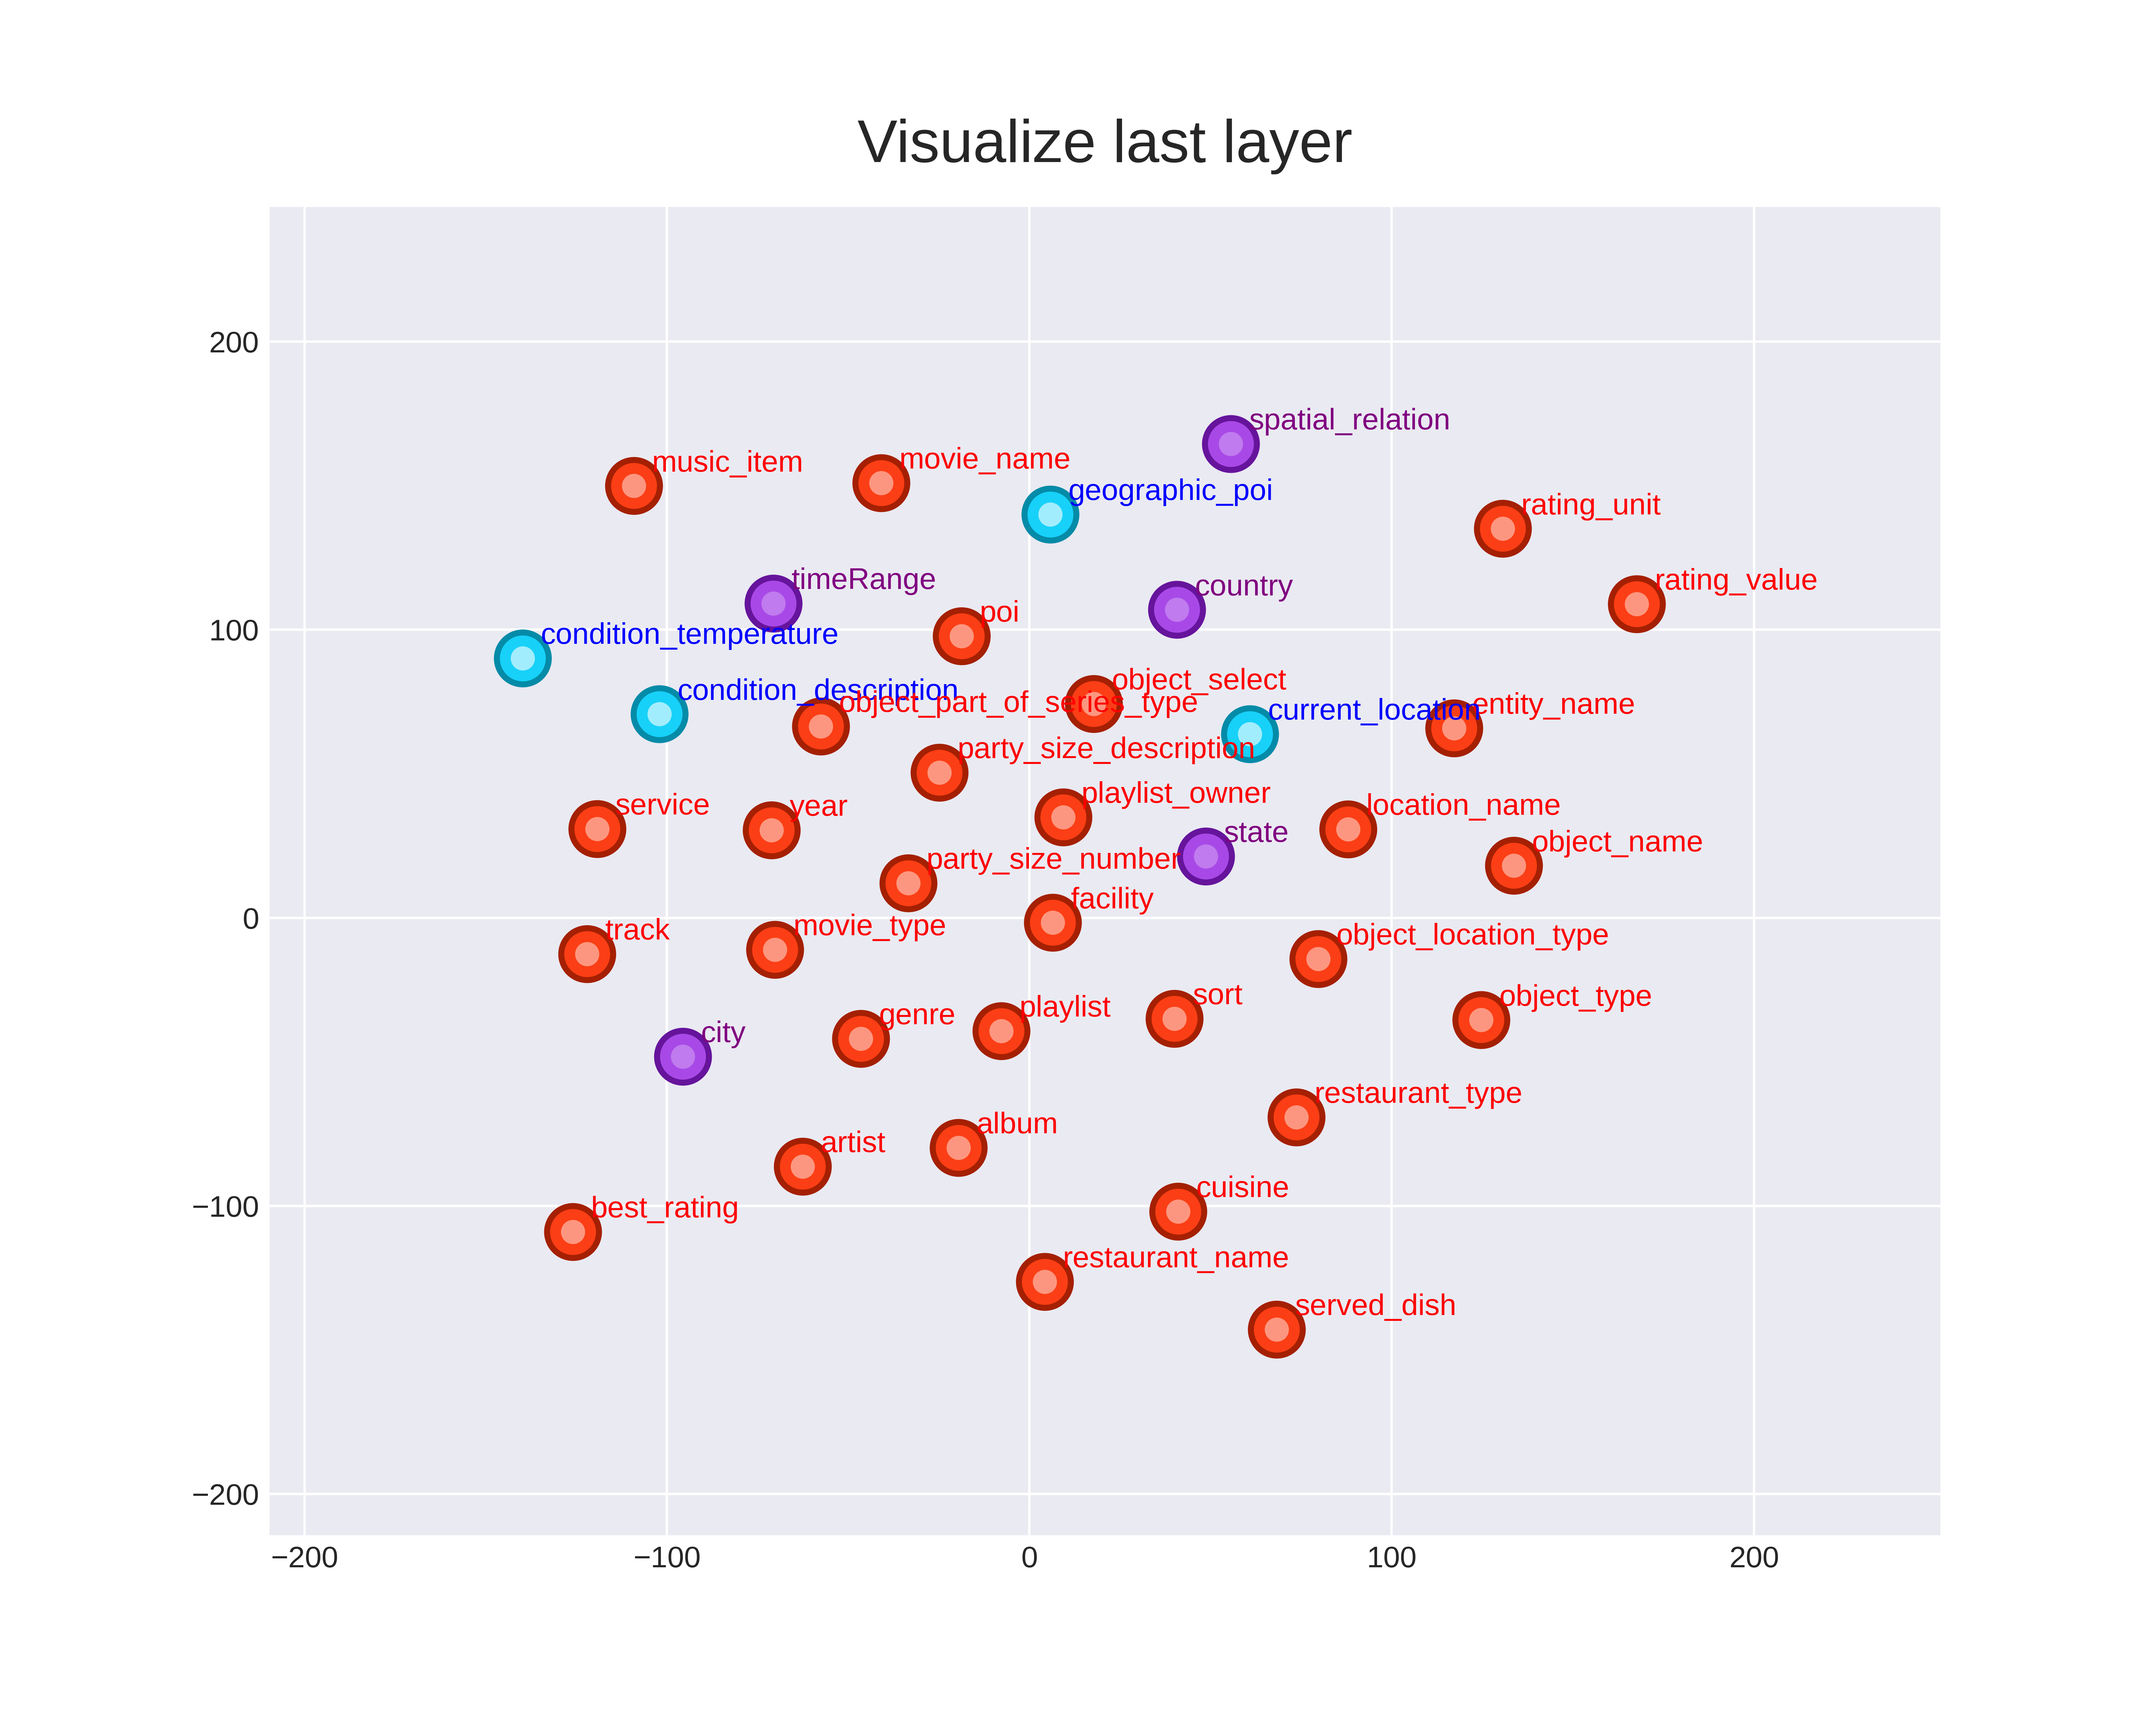 Visualize last layer
200
100
0
−100
−200
−200
−100
0
100
200
spatial_relation
music_item
movie_name
geographic_poi
rating_unit
timeRange
country
rating_value
poi
condition_temperature
object_select
condition_description
object_part_of_series_type
current_location
entity_name
party_size_description
service
year
playlist_owner
location_name
state
object_name
party_size_number
facility
track
movie_type
object_location_type
sort
object_type
playlist
genre
city
restaurant_type
album
artist
cuisine
best_rating
restaurant_name
served_dish